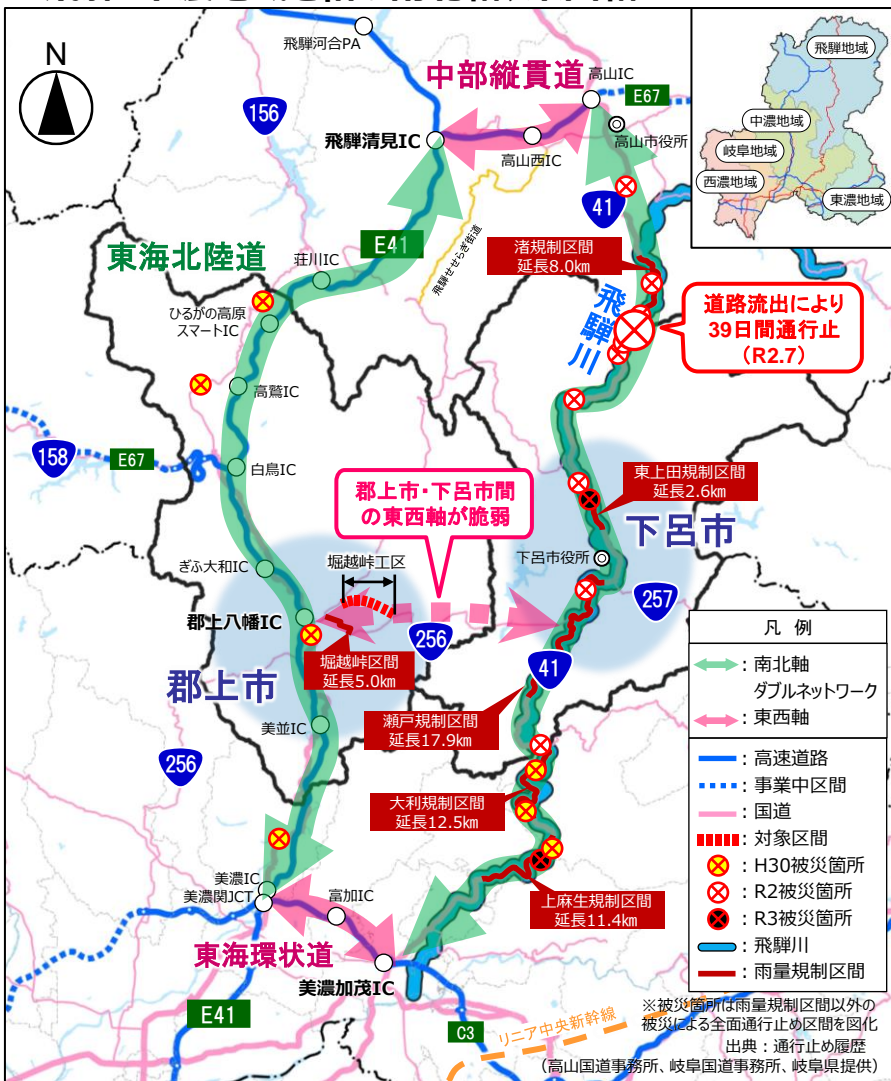 N
飛騨河合PA
中部縦貫道
高山IC
E67
156
飛騨清見IC
高山西IC
高山市役所
飛騨地域
中濃地域
岐阜地域
西濃地域
東濃地域
41
E41
飛騨せせらぎ街道
東海北陸道
荘川IC
渚規制区間
延長8.0km
ひるがの高原
スマートIC
飛騨川
道路流出により
39日間通行止
(R2.7)
高鷲IC
158
E67
白鳥IC
郡上市・下呂市間
の東西軸が脆弱
東上田規制区間
延長2.6km
下呂市
ぎふ大和IC
堀越峠工区
下呂市役所
257
郡上八幡IC
256
堀越峠区間
延長5.0km
41
郡上市
瀬戸規制区間
延長17.9km
美並IC
256
大利規制区間
延長12.5km
美濃IC
美濃関JCT
富加IC
上麻生規制区間
延長11.4km
東海環状道
美濃加茂IC
E41
C3
リニア中央新幹線
凡 例
：南北軸
ダブルネットワーク
：東西軸
：高速道路
：事業中区間
：国道
：対象区間
：H30被災箇所
：R2被災箇所
：R3被災箇所
：飛騨川
：雨量規制区間
※被災箇所は雨量規制区間以外の
被災による全面通行止め区間を図化
出典：通行止め履歴
（高山国道事務所、岐阜国道事務所、岐阜県提供）